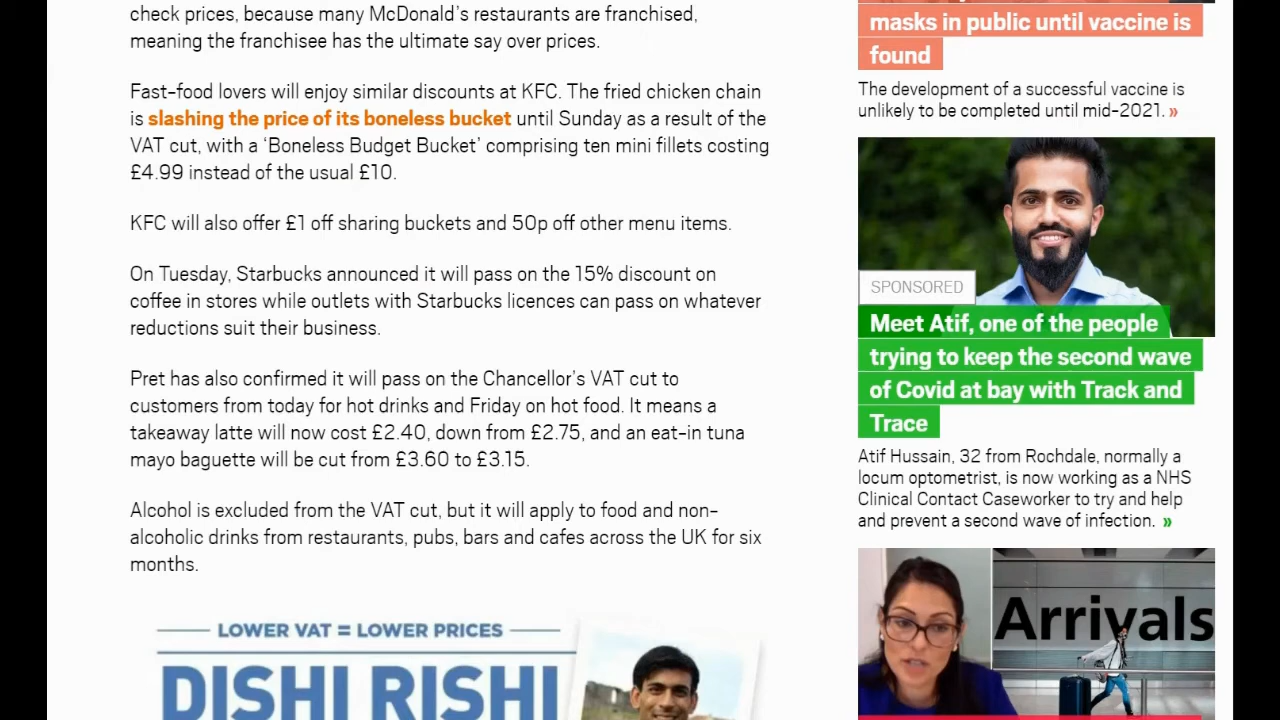 check prices, because many McDonald's restaurants are franchised,
meaning the franchisee has the ultimate say over prices.
Fast-food lovers will enjoy similar discounts at KFC. The fried chicken chain
is slashing the price of its boneless bucket until Sunday as a result of the
VAT cut, with a ‘Boneless Budget Bucket’ comprising ten mini fillets costing
£4.99 instead of the usual £10.
KFC will also offer £1 off sharing buckets and 50p off other menu items.
On Tuesday, Starbucks announced it will pass on the 15% discount on
coffee in stores while outlets with Starbucks licences can pass on whatever
reductions suit their business.
Pret has also confirmed it will pass on the Chancellor’s VAT cut to
customers from today for hot drinks and Friday on hot food. It means a
takeaway latte will now cost £2.40, down from £2.75, and an eat-in tuna
mayo baguette will be cut from £3.60 to £3.15.
Alcohol is excluded from the VAT cut, but it will apply to food and non-
alcoholic drinks from restaurants, pubs, bars and cafes across the UK for six
months.
LOWER VAT = LOWER PRICES
DISHI RISHI
masks in public until vaccine is
found
The development of a successful vaccine is
unlikely to be completed until mid-2021. »
SPONSORED
Meet Atif, one of the people
trying to keep the second wave
of Covid at bay with Track and
Trace
Atif Hussain, 32 from Rochdale, normally a
locum optometrist, is now working as a NHS
Clinical Contact Caseworker to try and help
and prevent a second wave of infection. »
Arrivals